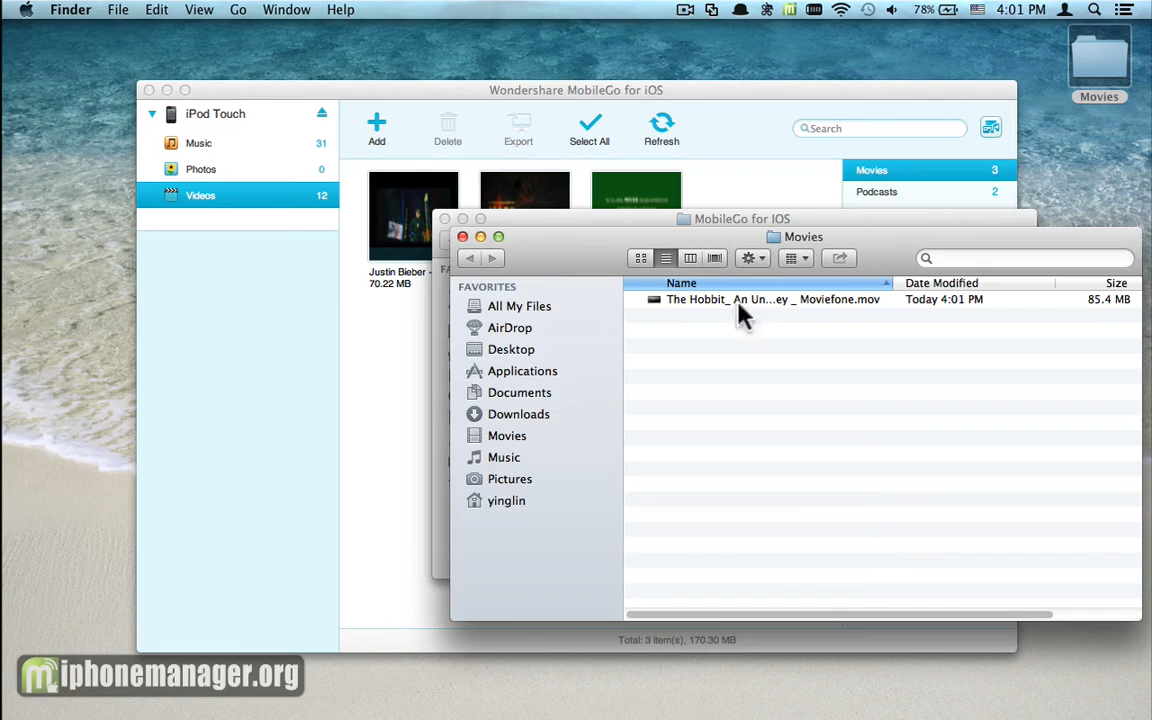 Finder File Edit View Go Window Help 78% 4:01 PM
Movies
Wondershare MobileGo for iOS
iPod Touch
Music 31
Photos 0
Videos 12
Add Delete Export Select All Refresh
Search
Movies 3
Podcasts 2
Justin Bieber -
70.22 MB
MobileGo for IOS
Movies
FAVORITES
All My Files
AirDrop
Desktop
Applications
Documents
Downloads
Movies
Music
Pictures
yinglin
Name Date Modified Size
The Hobbit_ An Un...ey _ Moviefone.mov Today 4:01 PM 85.4 MB
Total: 3 item(s), 170.30 MB
iphonemanager.org